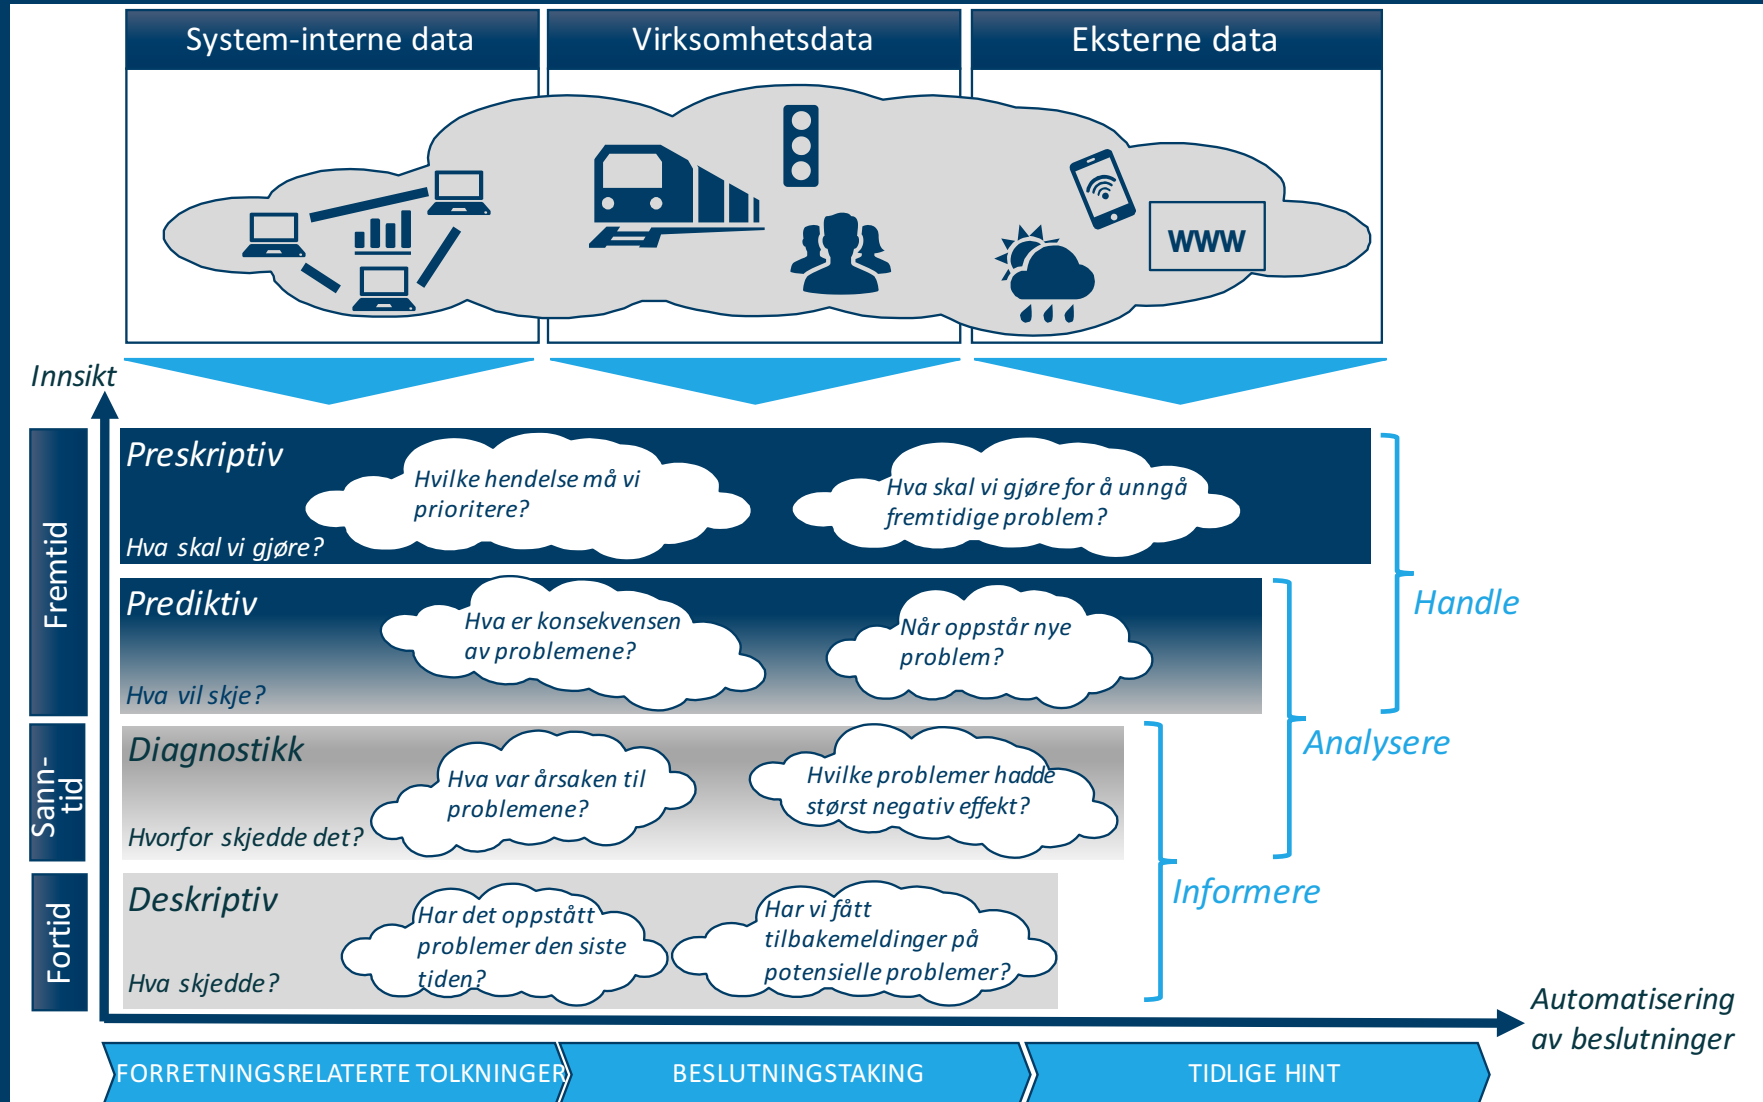 System-interne data
Virksomhetsdata
Eksterne data
WWW
Innsikt
Fremtid
Preskriptiv
Hva skal vi gjøre?
Hvilke hendelse må vi
prioritere?
Hva skal vi gjøre for å unngå
fremtidige problem?
Handle
Prediktiv
Hva vil skje?
Hva er konsekvensen
av problemene?
Når oppstår nye
problem?
Analysere
Sann-
tid
Diagnostikk
Hvorfor skjedde det?
Hva var årsaken til
problemene?
Hvilke problemer hadde
størst negativ effekt?
Informere
Fortid
Deskriptiv
Hva skjedde?
Har det oppstått
problemer den siste
tiden?
Har vi fått
tilbakemeldinger på
potensielle problemer?
Automatisering
av beslutninger
FORRETNINGSRELATERTE TOLKNINGER
BESLUTNINGSTAKING
TIDLIGE HINT